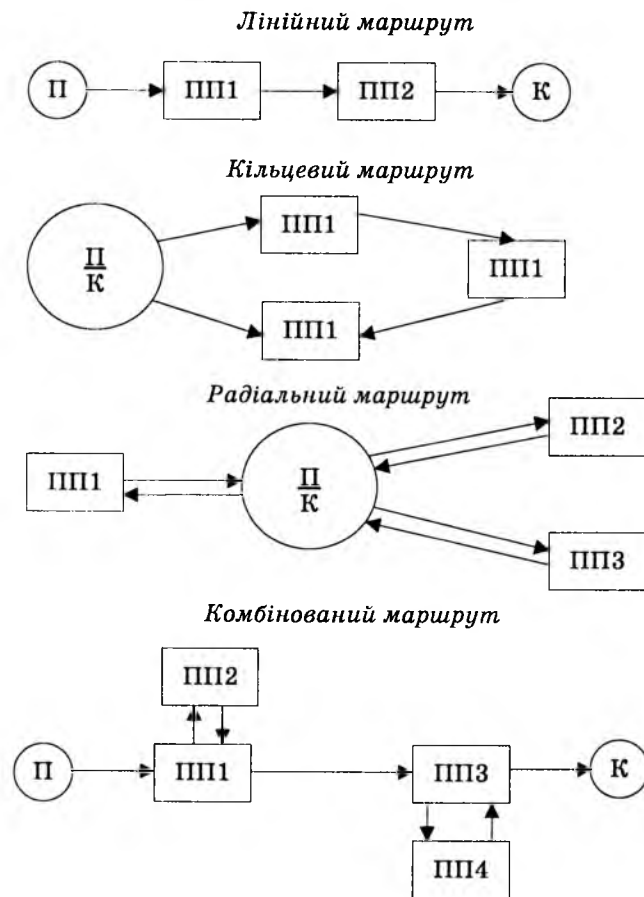 Лінійний маршрут
П ПП1 ПП2 К
Кільцевий маршрут
ПП1
П
К
ПП1
ПП1
Радіальний маршрут
ПП2
ПП1
П
К
ПП3
Комбінований маршрут
ПП2
П ПП1 ПП3 К
ПП4